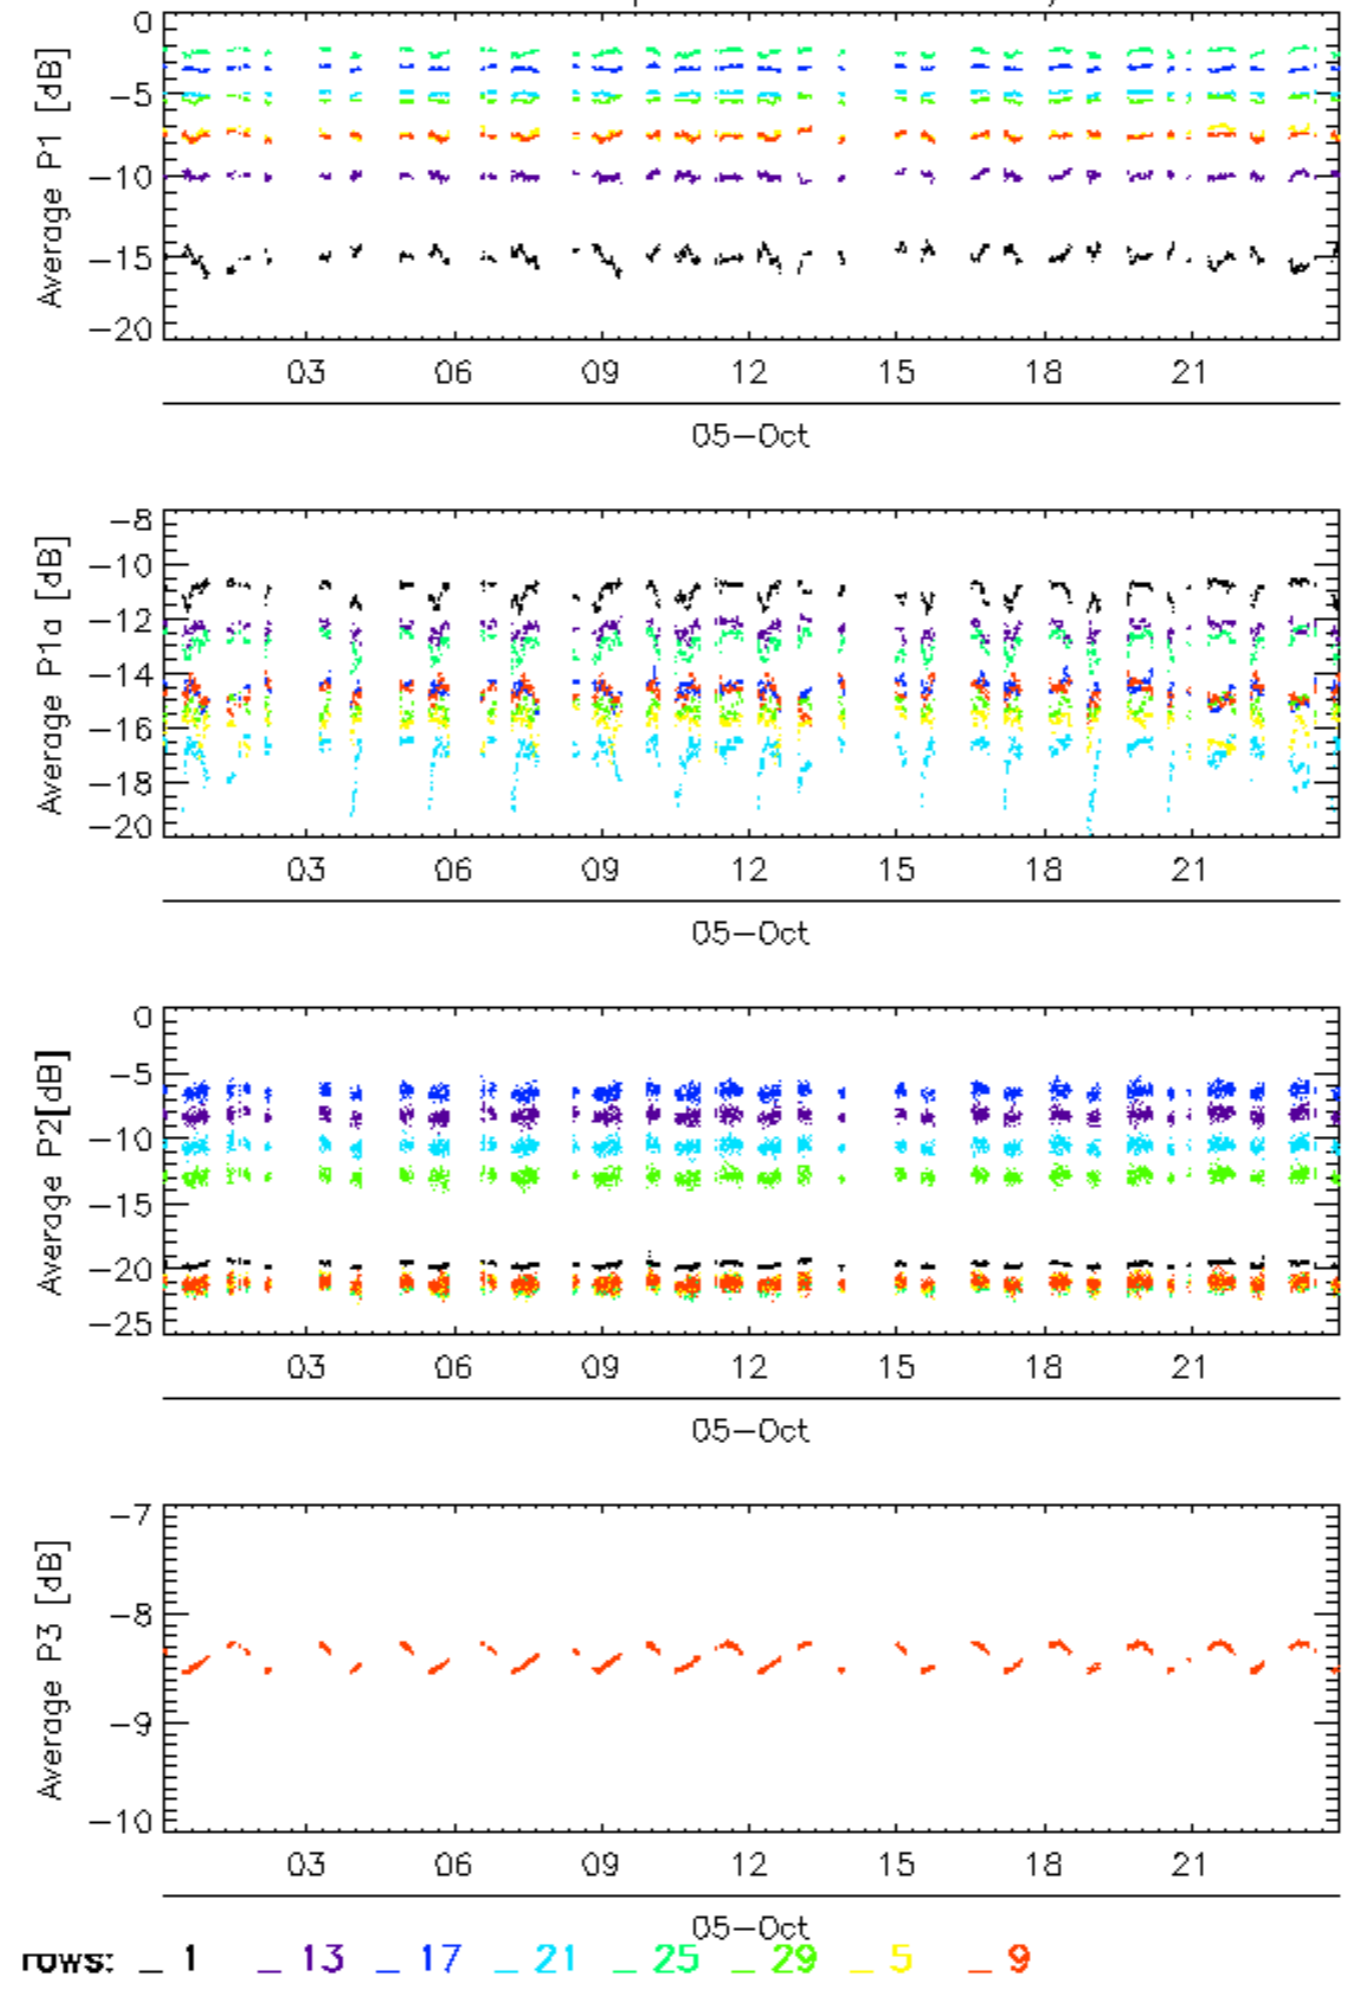 0
−5
−10
−15
−20
Average P1 [dB]
03 06 09 12 15 18 21
05−Oct
−8
−10
−12
−14
−16
−18
−20
Average P1a [dB]
03 06 09 12 15 18 21
05−Oct
0
−5
−10
−15
−20
−25
Average P2[dB]
03 06 09 12 15 18 21
05−Oct
−7
−8
−9
−10
Average P3 [dB]
03 06 09 12 15 18 21
05−Oct
rows: _ 1 _ 13 _ 17 _ 21 _ 25 _ 29 _ 5 _ 9